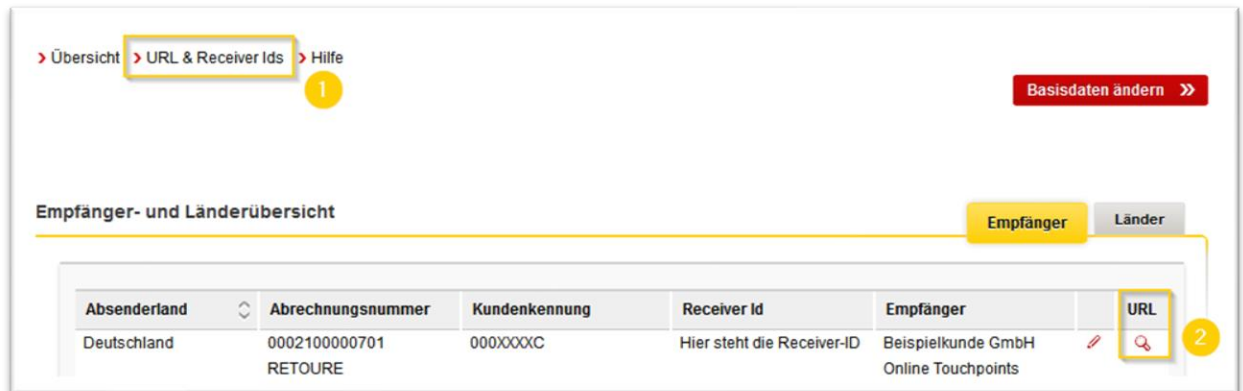 Übersicht URL & Receiver Ids Hilfe
1
Basisdaten ändern
Empfänger- und Länderübersicht
Empfänger Länder
Absenderland Abrechnungsnummer Kundenkennung Receiver Id Empfänger URL
Deutschland 0002100000701 000XXXXC Hier steht die Receiver-ID Beispielkunde GmbH 2
RETOURE Online Touchpoints